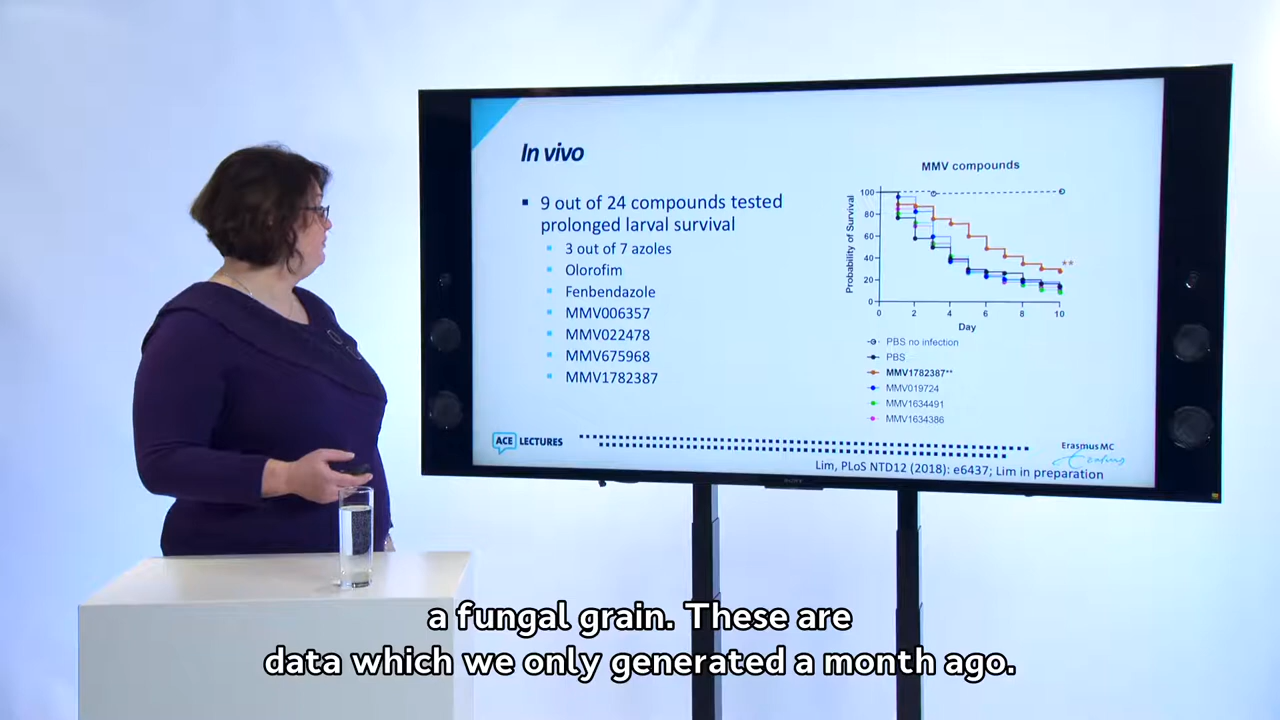 In vivo
▪ 9 out of 24 compounds tested
prolonged larval survival
▪ 3 out of 7 azoles
▪ Olorofim
▪ Fenbendazole
▪ MMV006357
▪ MMV022478
▪ MMV675968
▪ MMV1782387
MMV compounds
Probability of Survival
100
80
60
40
20
0
0 2 4 6 8 10
**
Day
PBS no infection
PBS
MMV1782387**
MMV019724
MMV1634491
MMV1634386
ACE LECTURES
Erasmus MC
Erasmus
Lim, PLoS NTD12 (2018): e6437; Lim in preparation
SONY
a fungal grain. These are
data which we only generated a month ago.